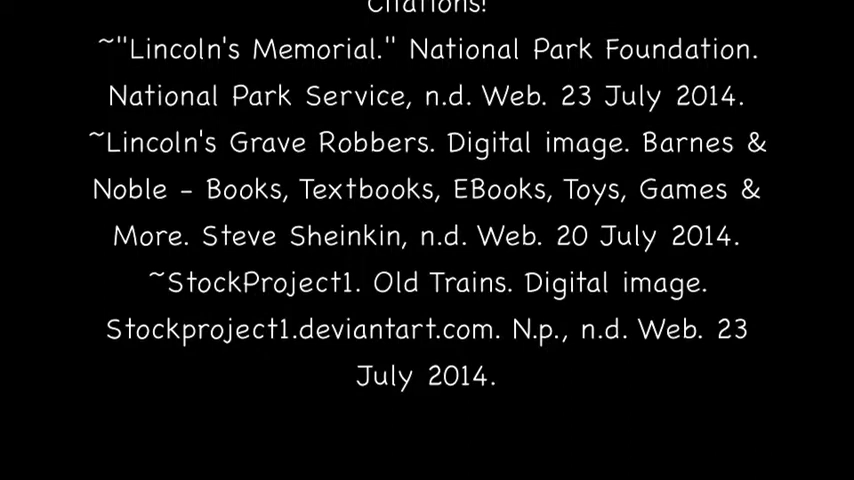 Citations!
~"Lincoln's Memorial." National Park Foundation.
National Park Service, n.d. Web. 23 July 2014.
~Lincoln's Grave Robbers. Digital image. Barnes &
Noble - Books, Textbooks, EBooks, Toys, Games &
More. Steve Sheinkin, n.d. Web. 20 July 2014.
~StockProject1. Old Trains. Digital image.
Stockproject1.deviantart.com. N.p., n.d. Web. 23
July 2014.